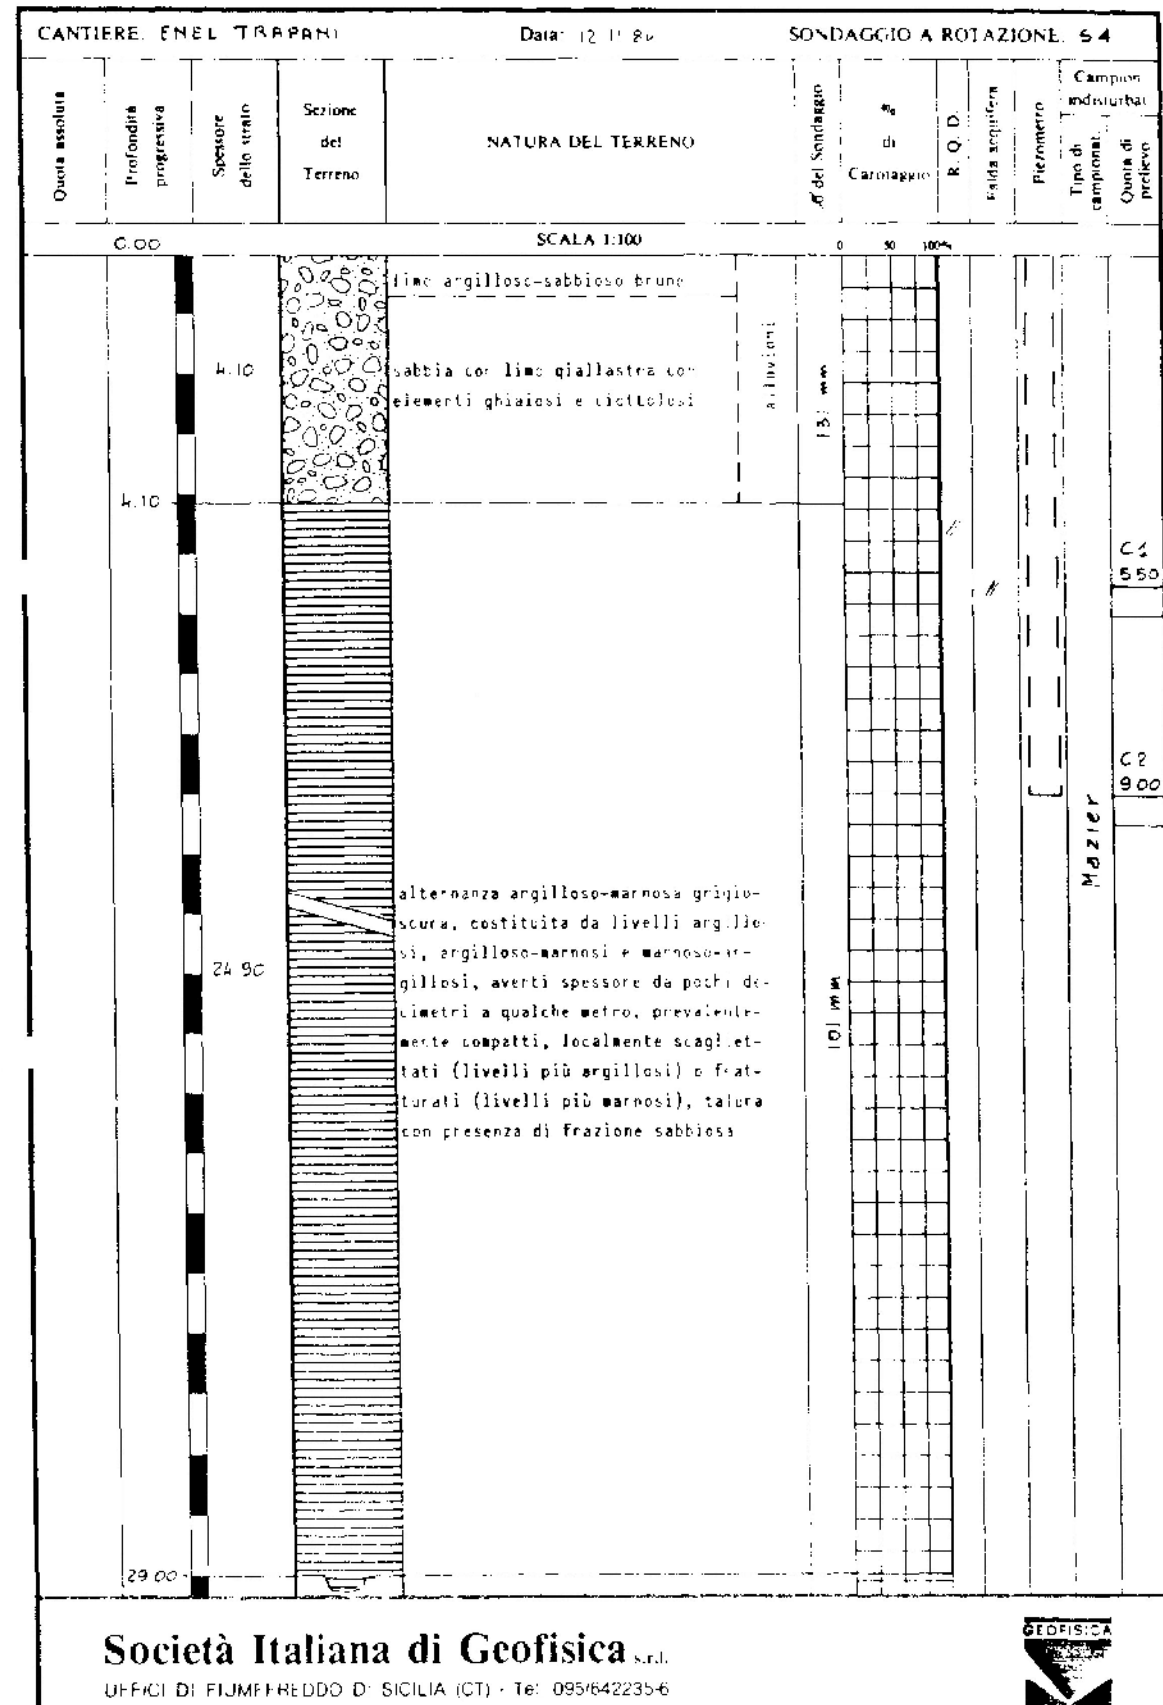 CANTIERE. ENEL TRAPANI Data: SONDAGGIO A ROTAZIONE. S4
Quota assoluta
Profondità progressiva
Spessore dello strato
Sezione del Terreno
NATURA DEL TERRENO
Ø del Sondaggio
% di Carotaggio
R. Q. D.
Falda acquifera
Piezometro
Campion indisturbat
Tipo di campionat.
Quota di prelievo
0.00 SCALA 1:100 0 50 100%
limo argilloso-sabbioso bruno
4.10
sabbia con limo giallastra con
elementi ghiaiosi e ciottolosi
alluvioni
131 mm
4.10
C1
5.50
C2
9.00
Mazier
alternanza argilloso-marnosa grigio-
scura, costituita da livelli argillo-
si, argilloso-marnosi e marnoso-ar-
gillosi, aventi spessore da pochi de-
cimetri a qualche metro, prevalente-
mente compatti, localmente scagliet-
tati (livelli più argillosi) o frat-
turati (livelli più marnosi), talora
con presenza di frazione sabbiosa
24.90
101 mm
29.00
Società Italiana di Geofisica s.r.l.
UFFICI DI FIUMEFREDDO DI SICILIA (CT) - Tel. 095/642235-6
GEOFISICA